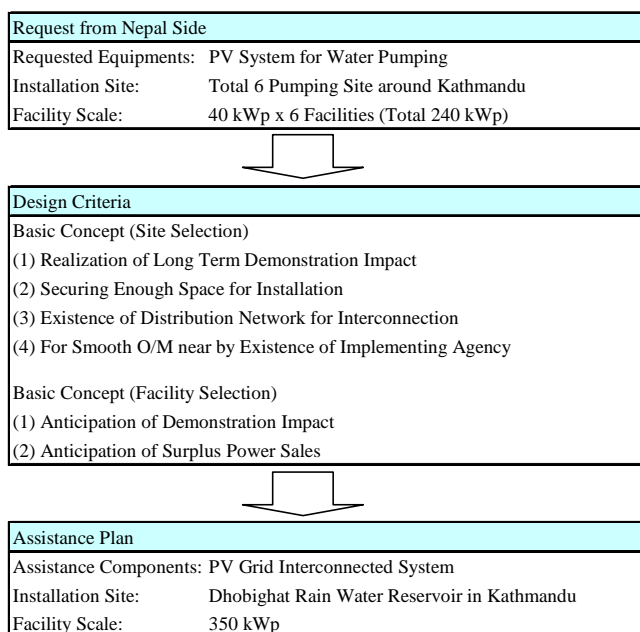 Request from Nepal Side
Requested Equipments: PV System for Water Pumping
Installation Site: Total 6 Pumping Site around Kathmandu
Facility Scale: 40 kWp x 6 Facilities (Total 240 kWp)
Design Criteria
Basic Concept (Site Selection)
(1) Realization of Long Term Demonstration Impact
(2) Securing Enough Space for Installation
(3) Existence of Distribution Network for Interconnection
(4) For Smooth O/M near by Existence of Implementing Agency
Basic Concept (Facility Selection)
(1) Anticipation of Demonstration Impact
(2) Anticipation of Surplus Power Sales
Assistance Plan
Assistance Components: PV Grid Interconnected System
Installation Site: Dhobighat Rain Water Reservoir in Kathmandu
Facility Scale: 350 kWp